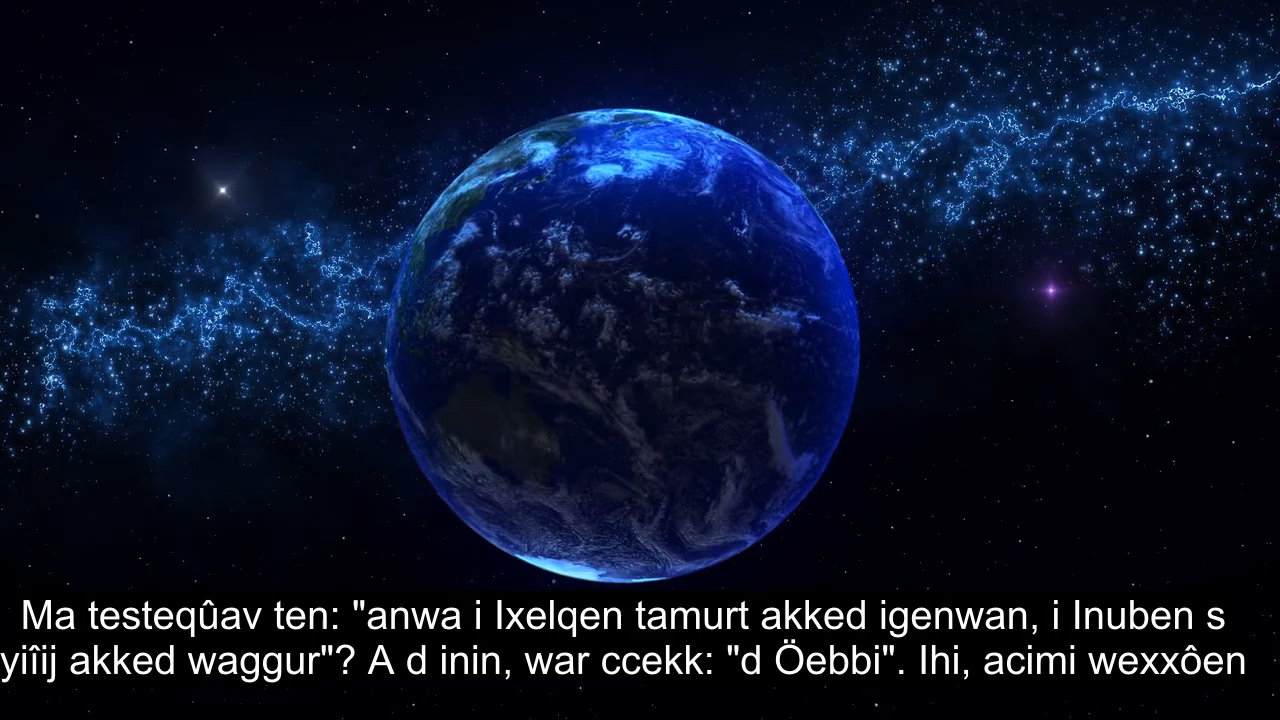 Ma testeqûav ten: "anwa i Ixelqen tamurt akked igenwan, i Inuben s
yiîij akked waggur"? A d inin, war ccekk: "d Öebbi". Ihi, acimi wexxôen